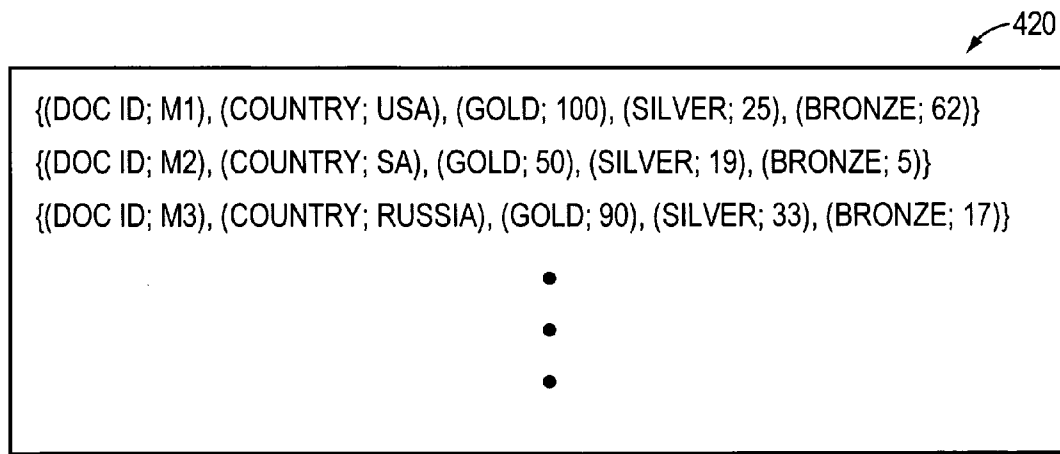 420
{(DOC ID; M1), (COUNTRY; USA), (GOLD; 100), (SILVER; 25), (BRONZE; 62)}
{(DOC ID; M2), (COUNTRY; SA), (GOLD; 50), (SILVER; 19), (BRONZE; 5)}
{(DOC ID; M3), (COUNTRY; RUSSIA), (GOLD; 90), (SILVER; 33), (BRONZE; 17)}